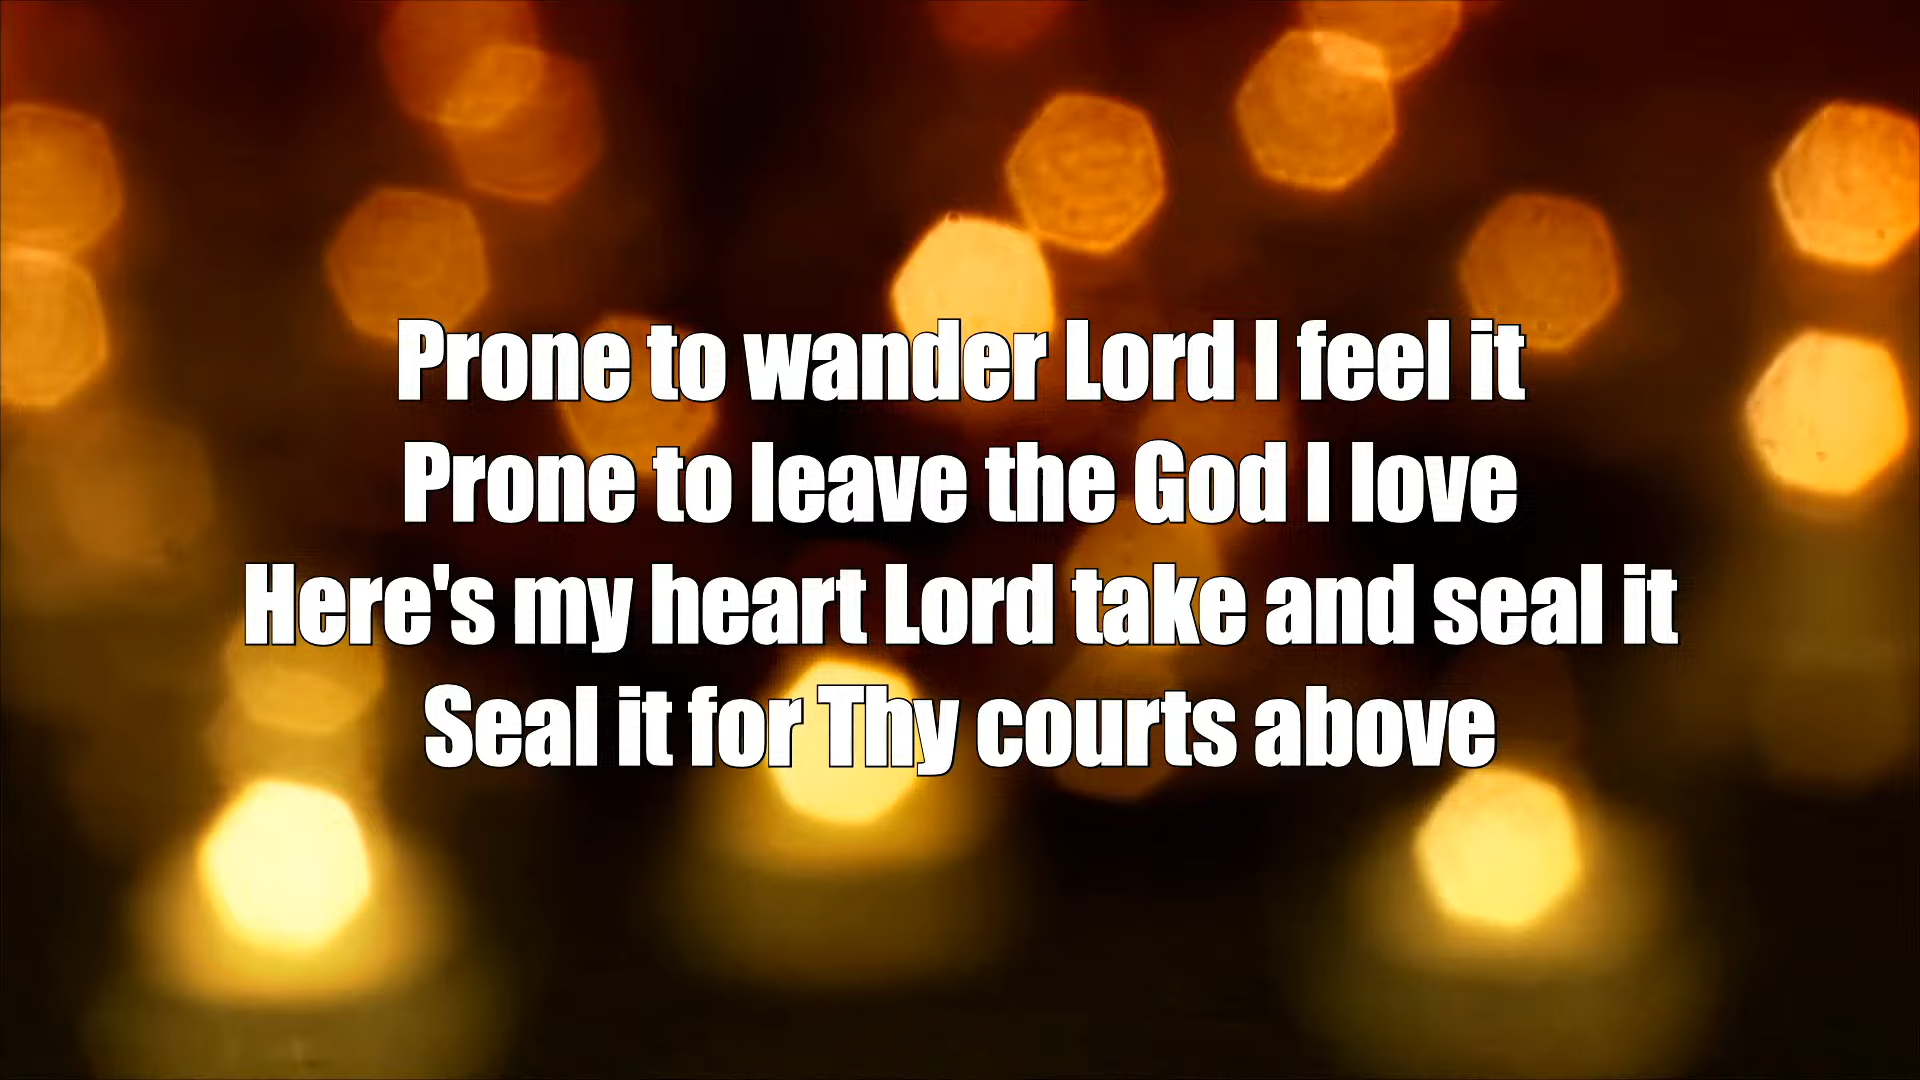 Prone to wander Lord I feel it
Prone to leave the God I love
Here's my heart Lord take and seal it
Seal it for Thy courts above